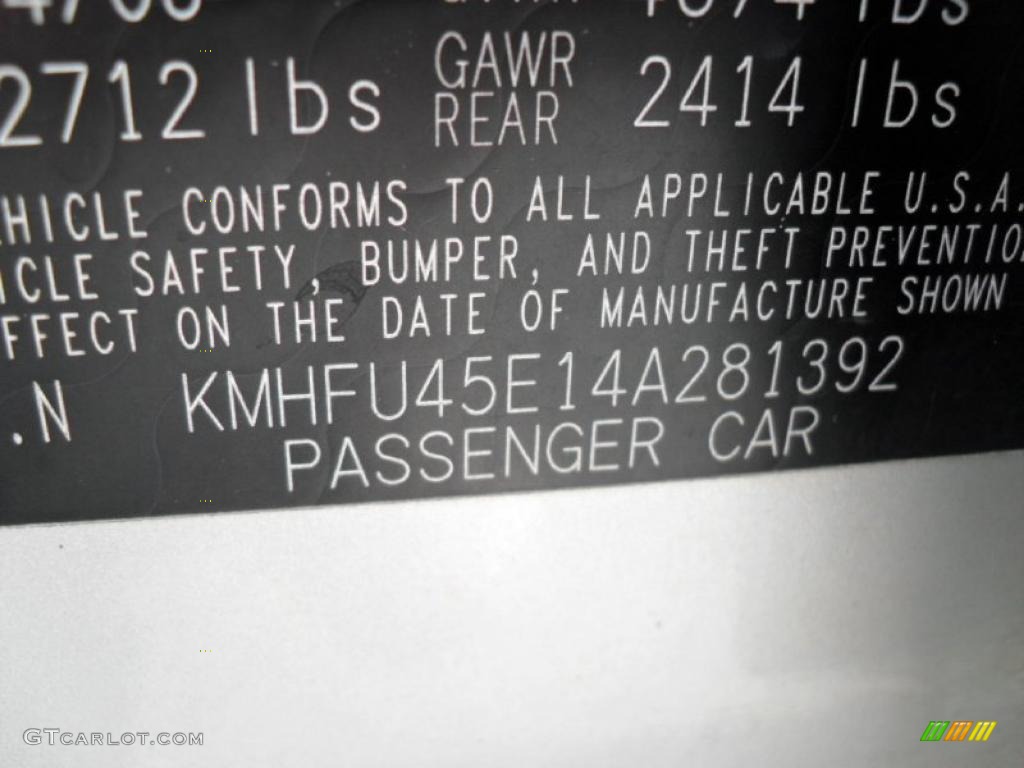 2712 lbs GAWR REAR 2414 lbs
VEHICLE CONFORMS TO ALL APPLICABLE U.S.A.
ICLE SAFETY, BUMPER, AND THEFT PREVENTIO
FFECT ON THE DATE OF MANUFACTURE SHOWN
.N KMHFU45E14A281392
PASSENGER CAR
GTCARLOT.COM